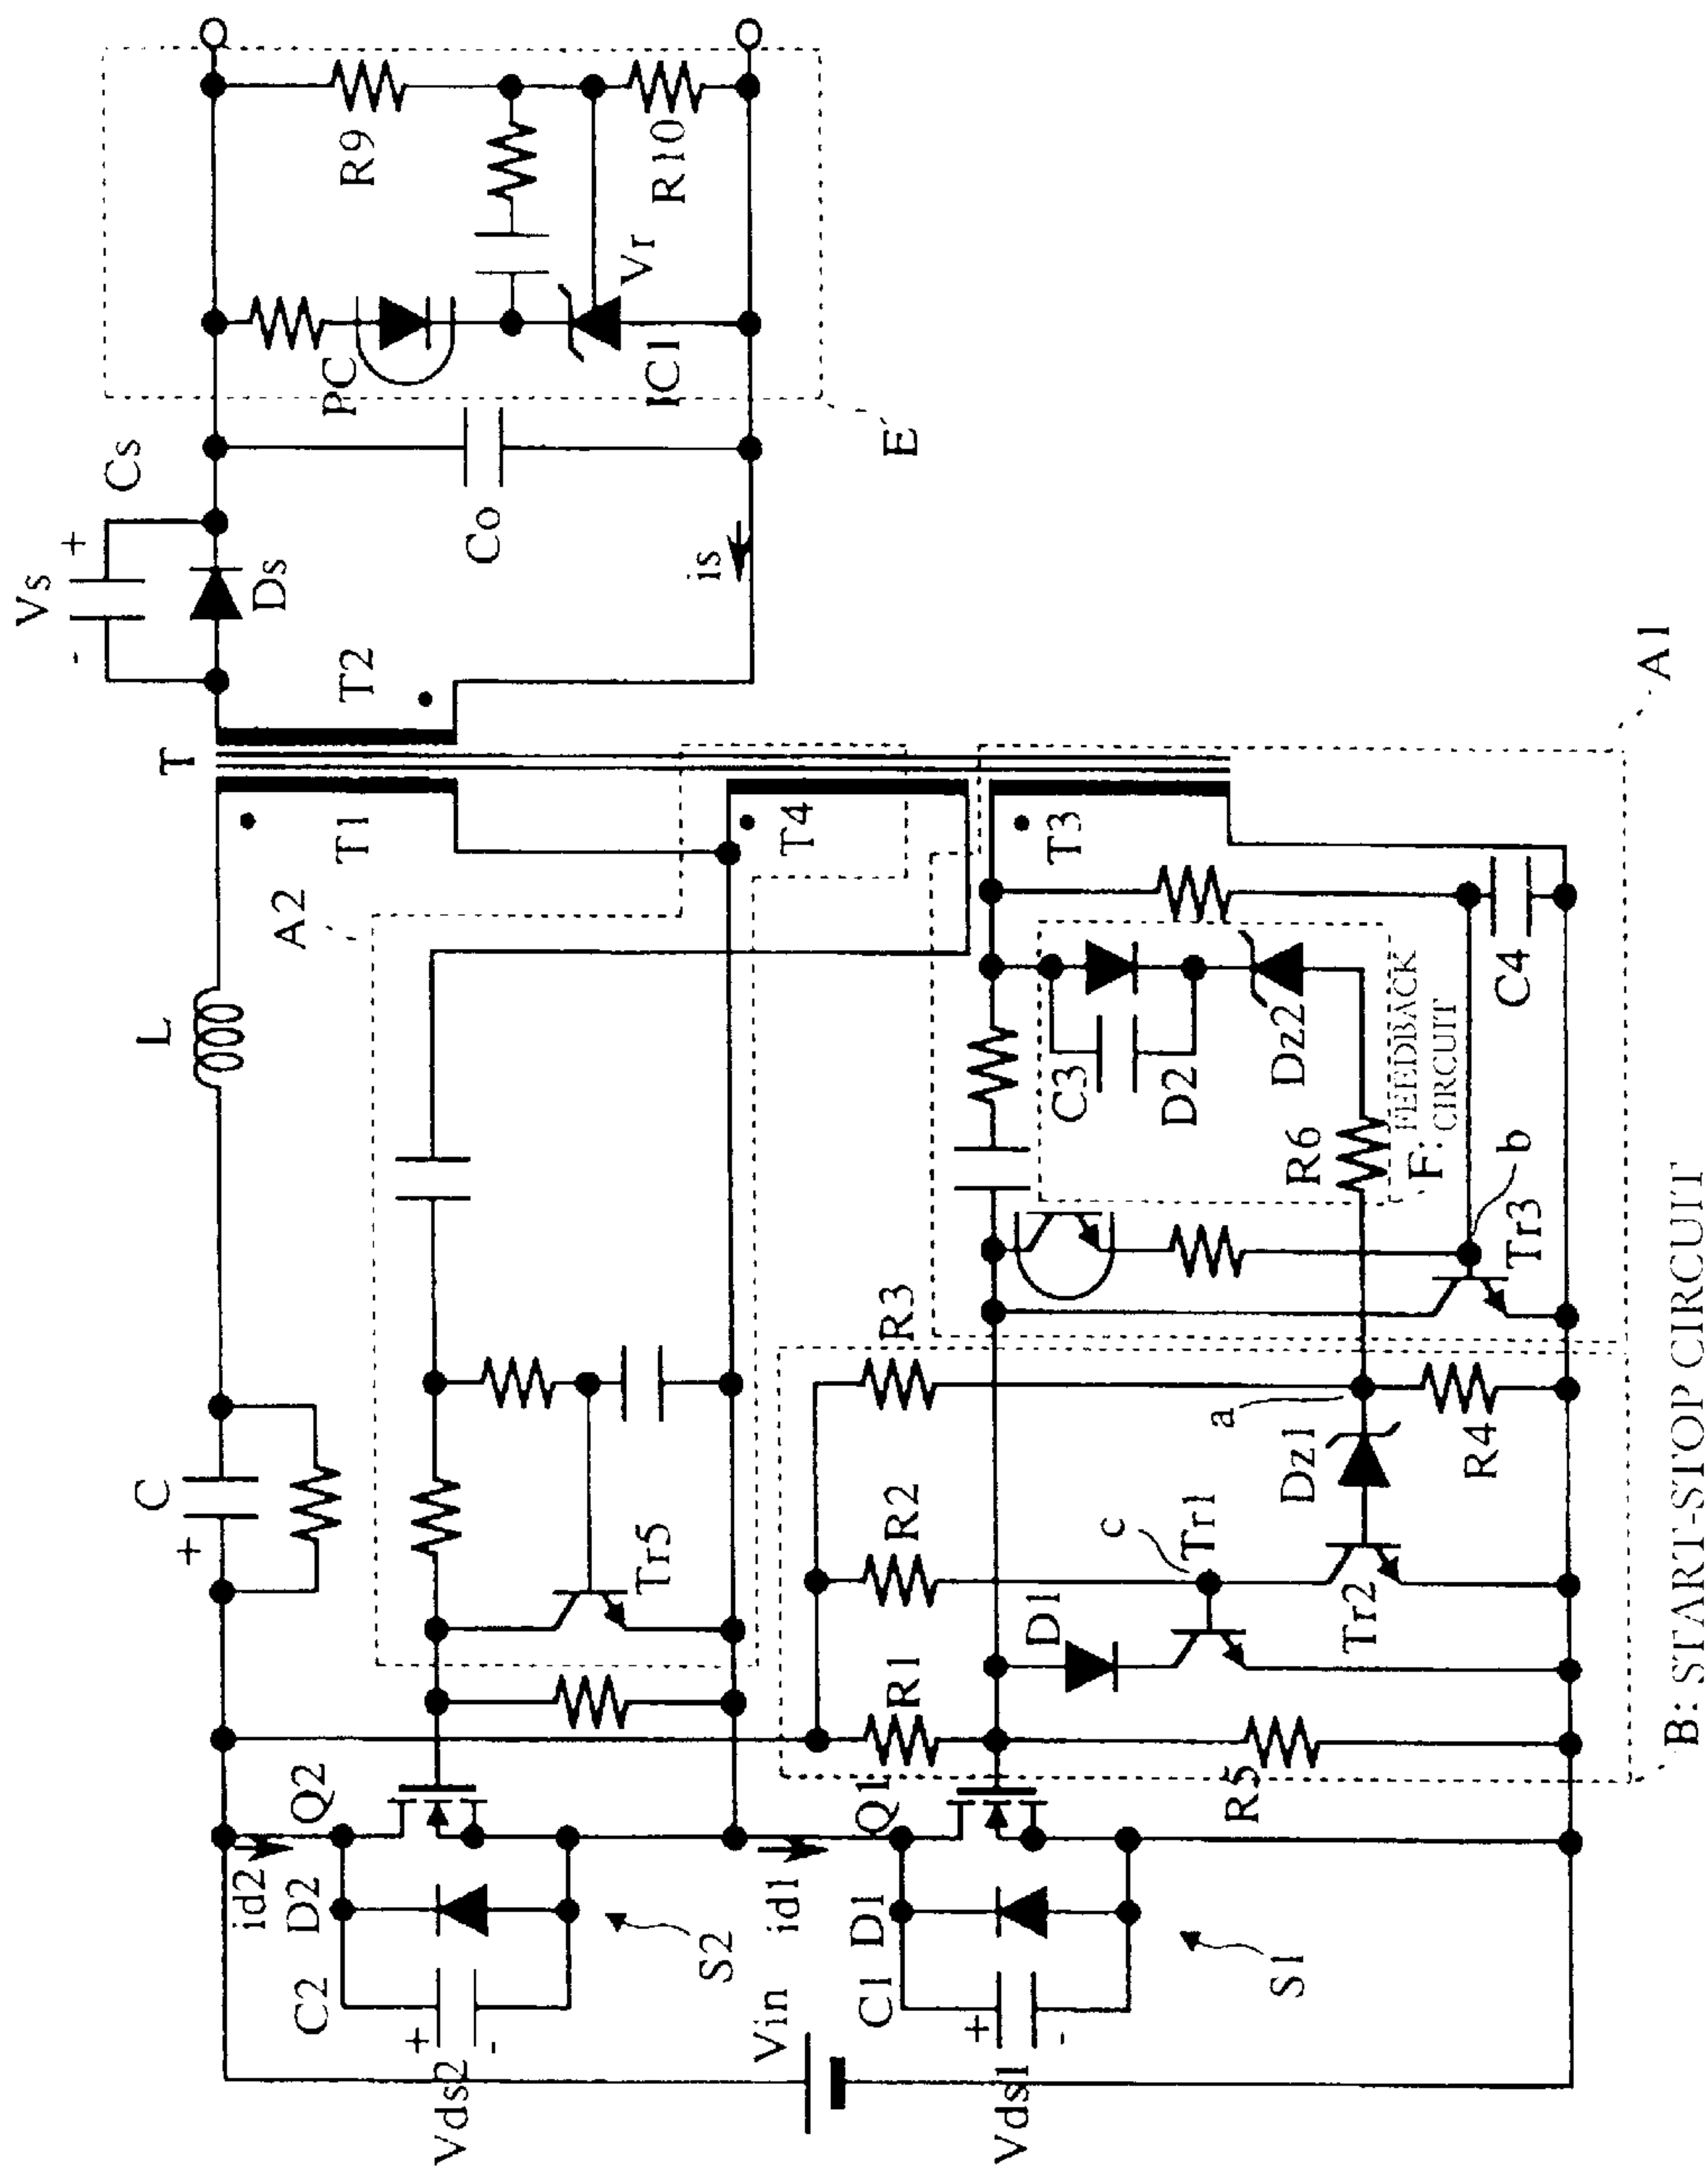 Vs
+
-
Cs
Ds
T
T2
T1
Co
is
PC
R9
R10
Vr
IC1
E
L
C
+
A2
T4
T3
A1
id2
Q2
D2
C2
+
-
Vds2
S2
Tr5
Vin
id1
Q1
D1
C1
+
-
Vds1
S1
R1
R2
R3
D1
c
Tr1
Tr2
Dz1
a
R4
R5
R6
C3
D2
Dz2
F: FEEDBACK
CIRCUIT
C4
b
Tr3
B: START-STOP CIRCUIT